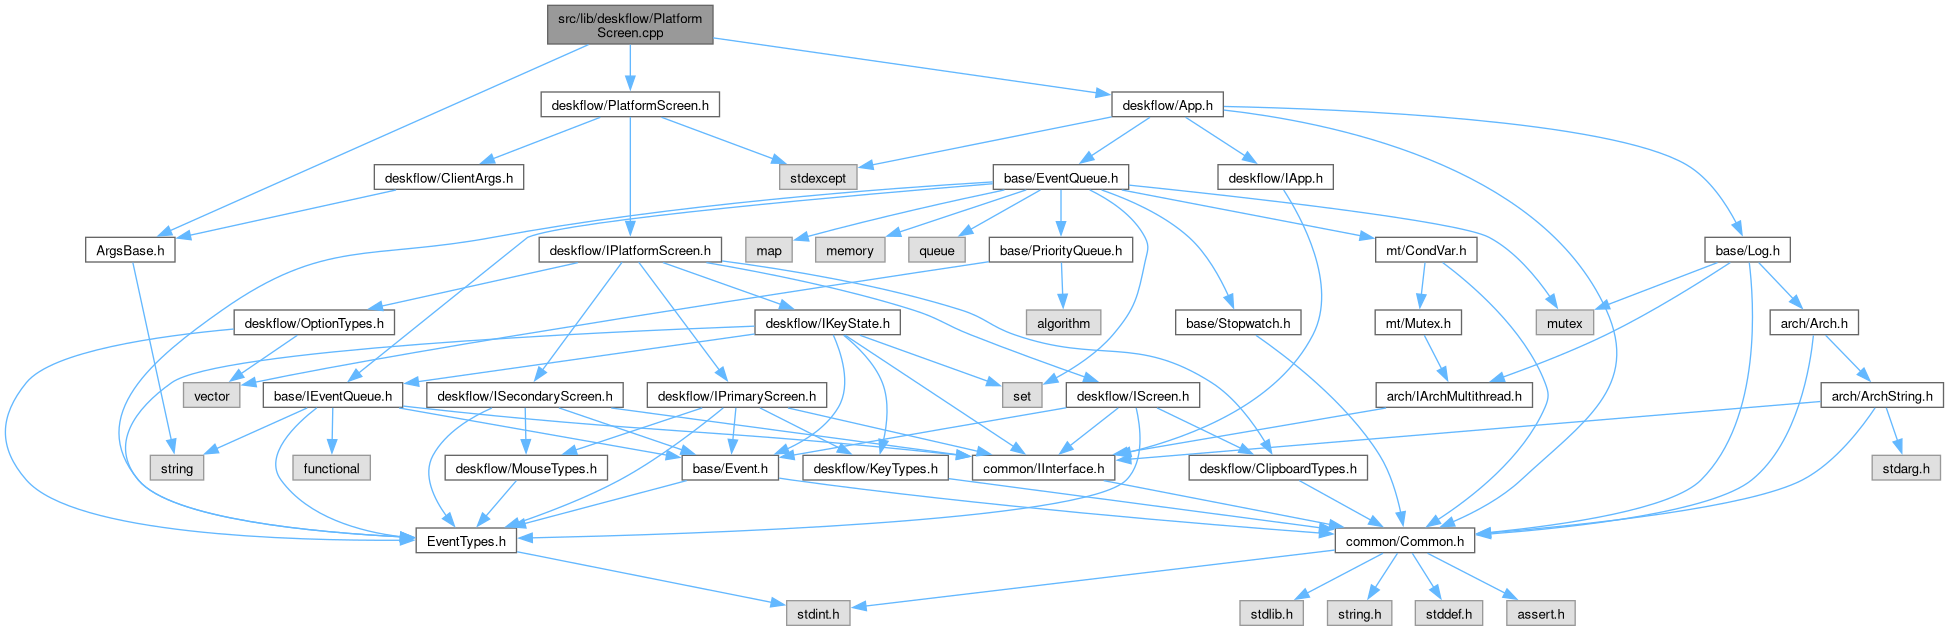 src/lib/deskflow/Platform
Screen.cpp
deskflow/PlatformScreen.h
deskflow/App.h
deskflow/ClientArgs.h
stdexcept
base/EventQueue.h
deskflow/IApp.h
ArgsBase.h
deskflow/IPlatformScreen.h
map
memory
queue
base/PriorityQueue.h
mt/CondVar.h
base/Log.h
deskflow/OptionTypes.h
deskflow/IKeyState.h
algorithm
base/Stopwatch.h
mt/Mutex.h
mutex
arch/Arch.h
vector
base/IEventQueue.h
deskflow/ISecondaryScreen.h
deskflow/IPrimaryScreen.h
set
deskflow/IScreen.h
arch/IArchMultithread.h
arch/ArchString.h
string
functional
deskflow/MouseTypes.h
base/Event.h
deskflow/KeyTypes.h
common/IInterface.h
deskflow/ClipboardTypes.h
stdarg.h
EventTypes.h
common/Common.h
stdint.h
stdlib.h
string.h
stddef.h
assert.h